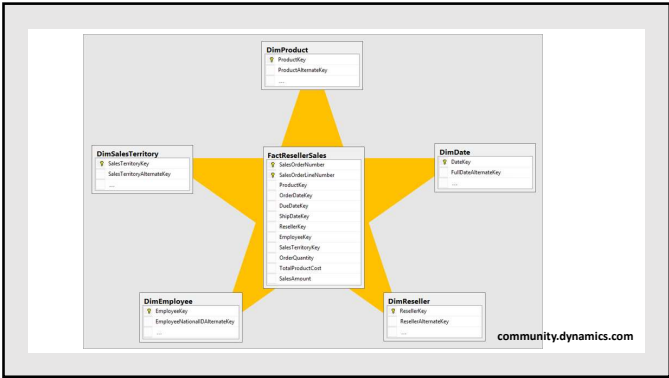 DimProduct
ProductKey
ProductAlternateKey
...
DimSalesTerritory
SalesTerritoryKey
SalesTerritoryAlternateKey
...
FactResellerSales
SalesOrderNumber
SalesOrderLineNumber
ProductKey
OrderDateKey
DueDateKey
ShipDateKey
ResellerKey
EmployeeKey
SalesTerritoryKey
OrderQuantity
TotalProductCost
SalesAmount
DimDate
DateKey
FullDateAlternateKey
...
DimEmployee
EmployeeKey
EmployeeNationalIDAlternateKey
...
DimReseller
ResellerKey
ResellerAlternateKey
...
community.dynamics.com